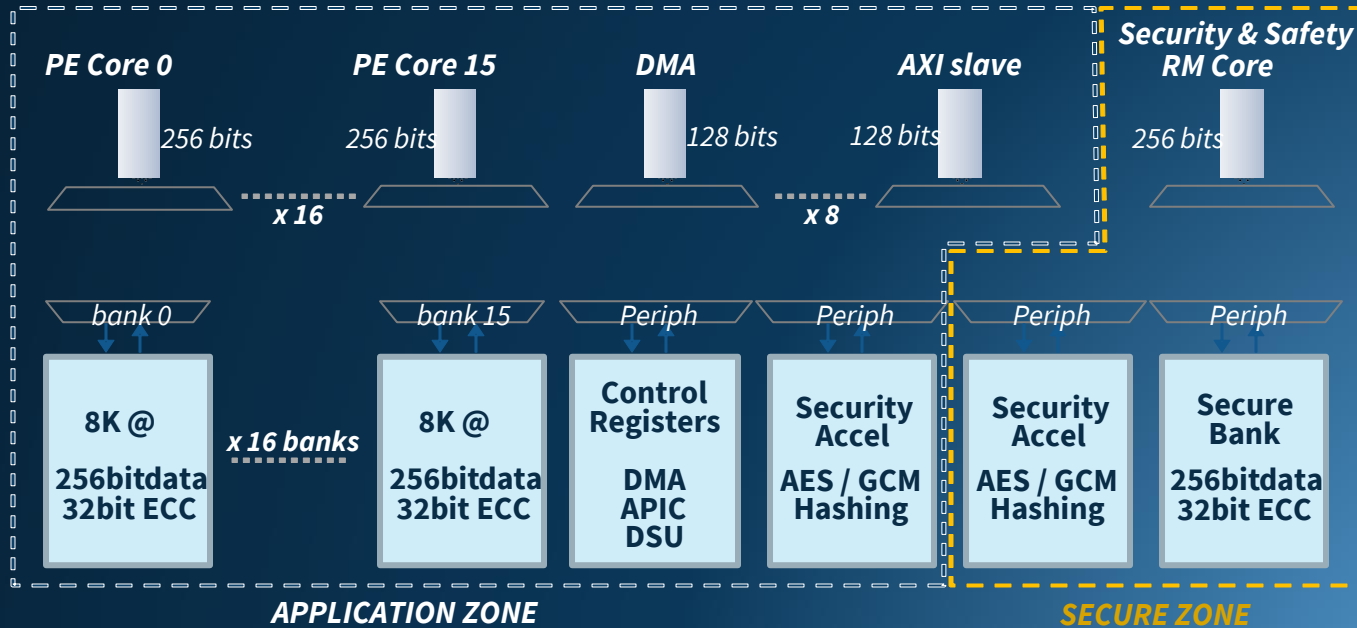 Security & Safety
PE Core 0
PE Core 15
DMA
AXI slave
RM Core
256 bits
256 bits
128 bits
128 bits
256 bits
x 16
x 8
bank 0
bank 15
Periph
Periph
Periph
Periph
8K @
256bitdata
32bit ECC
x 16 banks
8K @
256bitdata
32bit ECC
Control
Registers
DMA
APIC
DSU
Security
Accel
AES / GCM
Hashing
Security
Accel
AES / GCM
Hashing
Secure
Bank
256bitdata
32bit ECC
APPLICATION ZONE
SECURE ZONE